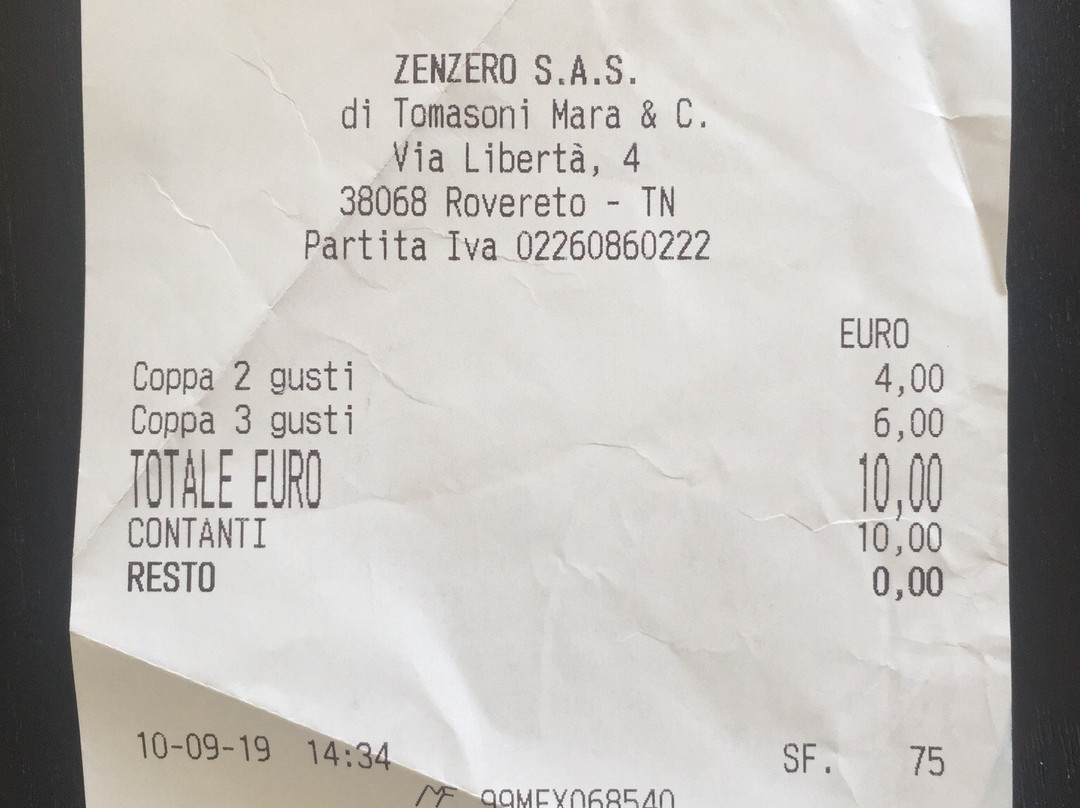 ZENZERO S.A.S.
di Tomasoni Mara & C.
Via Libertà, 4
38068 Rovereto - TN
Partita Iva 02260860222
EURO
Coppa 2 gusti 4,00
Coppa 3 gusti 6,00
TOTALE EURO 10,00
CONTANTI 10,00
RESTO 0,00
10-09-19 14:34 SF. 75
MF 99MEX068540